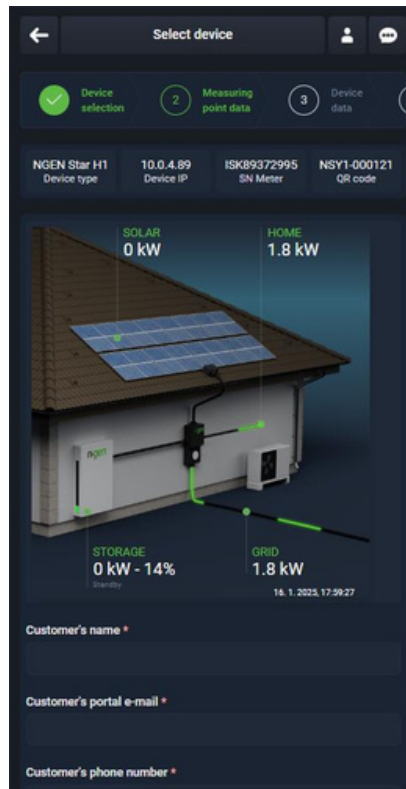 Select device
Device
selection
2
Measuring
point data
3
Device
data
NGEN Star H1
Device type
10.0.4.89
Device IP
ISK89372995
SN Meter
NSY1-000121
QR code
SOLAR
0 kW
HOME
1.8 kW
n-gen
STORAGE
0 kW - 14%
Standby
GRID
1.8 kW
16. 1. 2025, 17:59:27
Customer's name *
Customer's portal e-mail *
Customer's phone number *